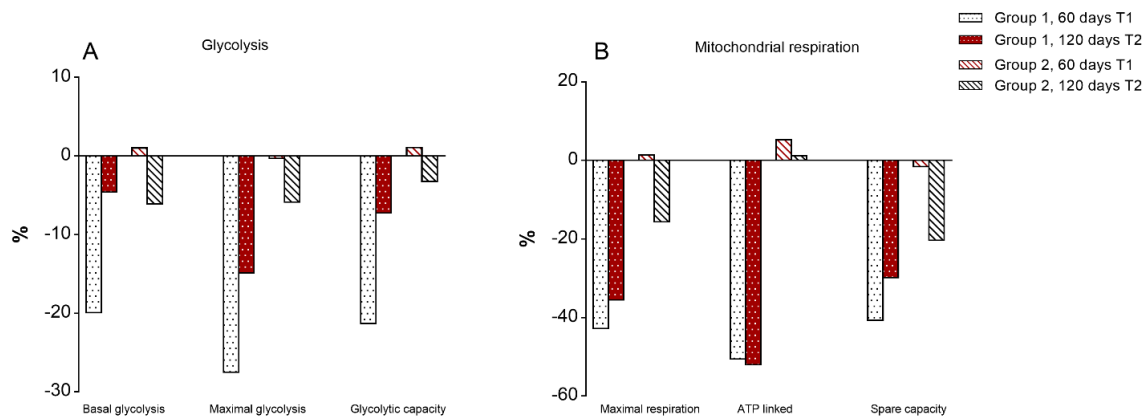 Group 1, 60 days T1
Group 1, 120 days T2
Group 2, 60 days T1
Group 2, 120 days T2
A
Glycolysis
10
0
-10
-20
-30
%
Basal glycolysis
Maximal glycolysis
Glycolytic capacity
B
Mitochondrial respiration
20
0
-20
-40
-60
%
Maximal respiration
ATP linked
Spare capacity